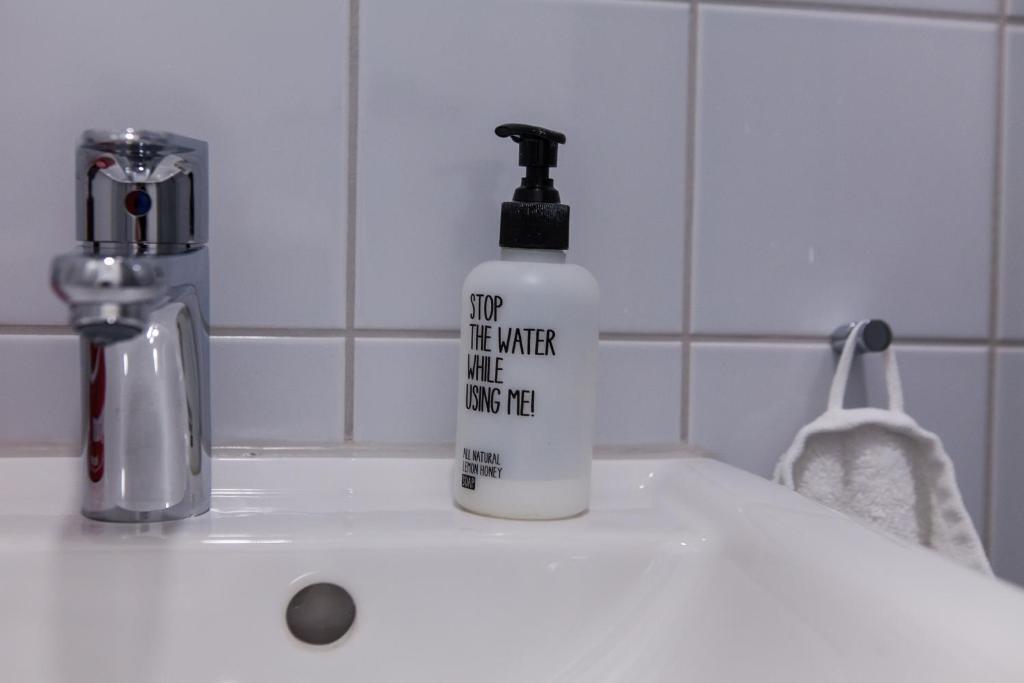 STOP
THE WATER
WHILE
USING ME!
ALL NATURAL
LEMON HONEY
SOAP